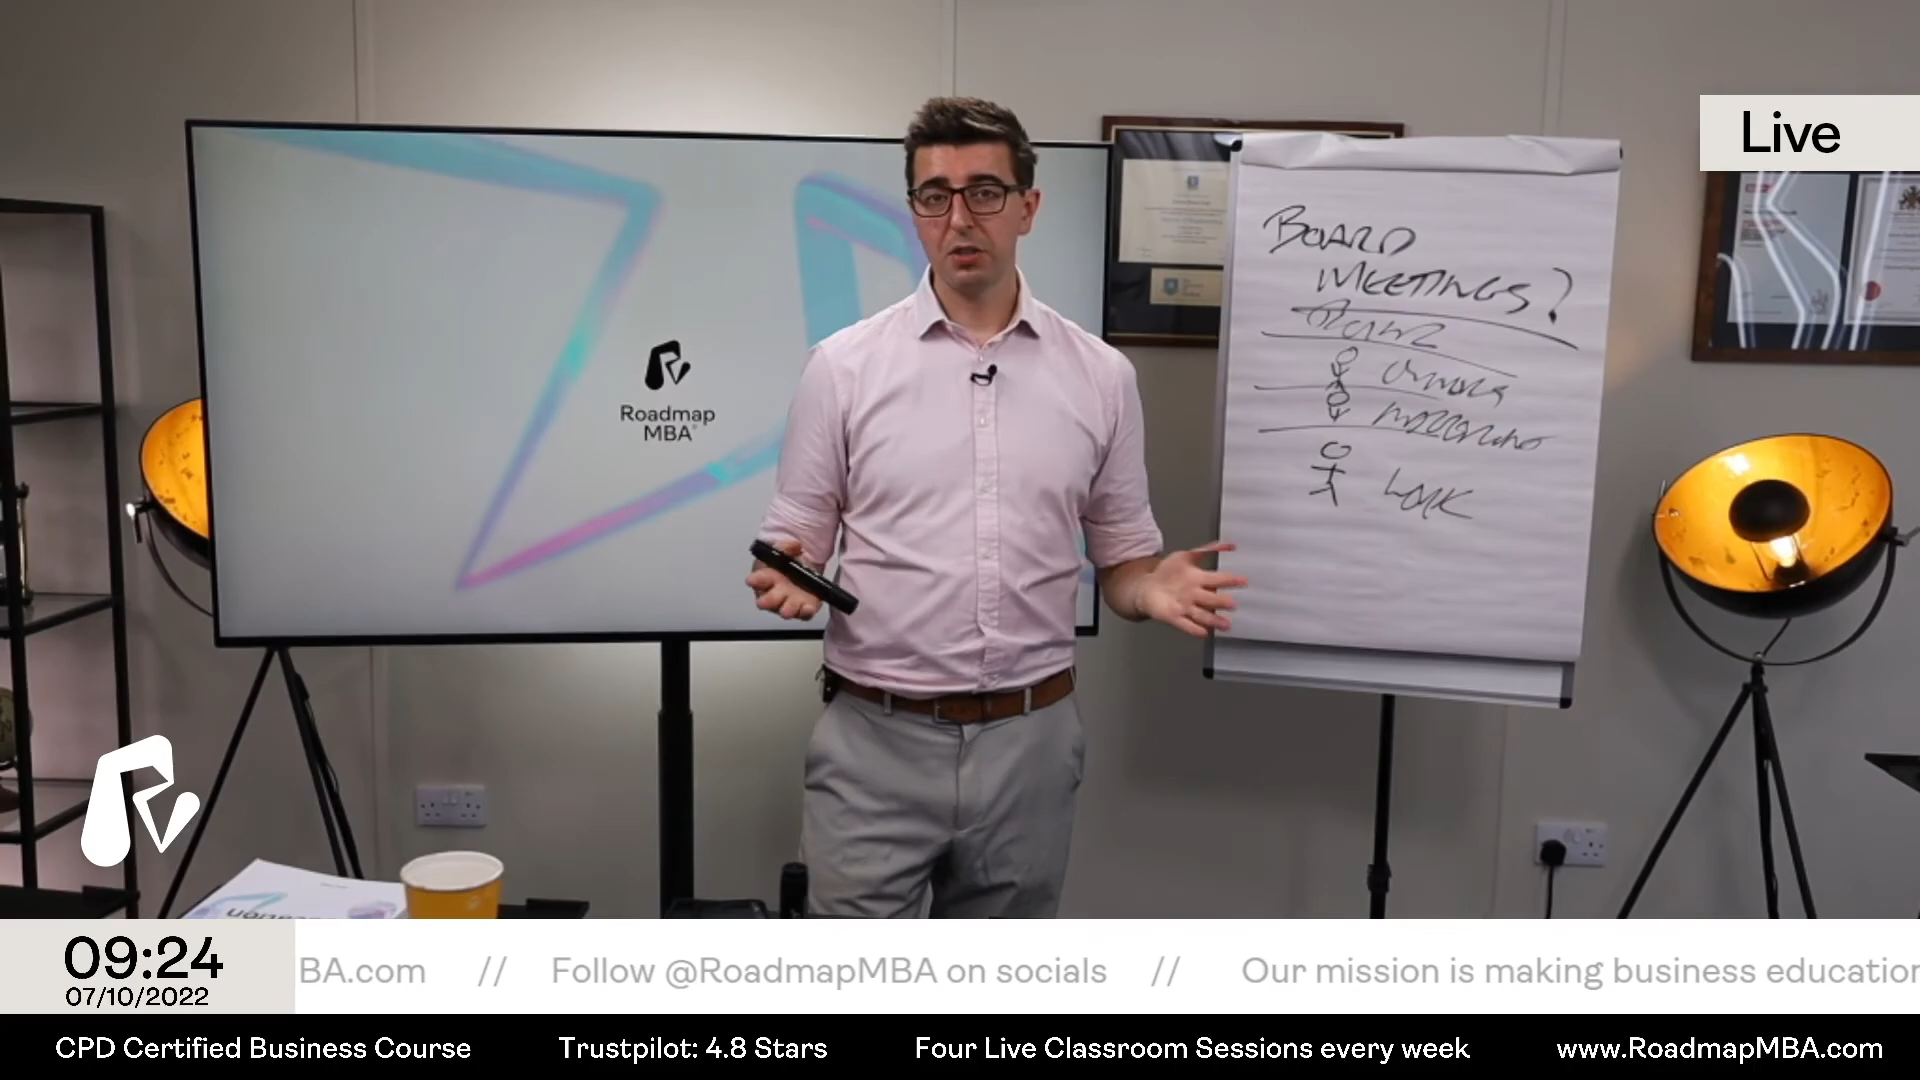 Live
BOARD
MEETINGS?
WORK
Roadmap
MBA
09:24
07/10/2022
BA.com // Follow @RoadmapMBA on socials // Our mission is making business education
CPD Certified Business Course Trustpilot: 4.8 Stars Four Live Classroom Sessions every week www.RoadmapMBA.com